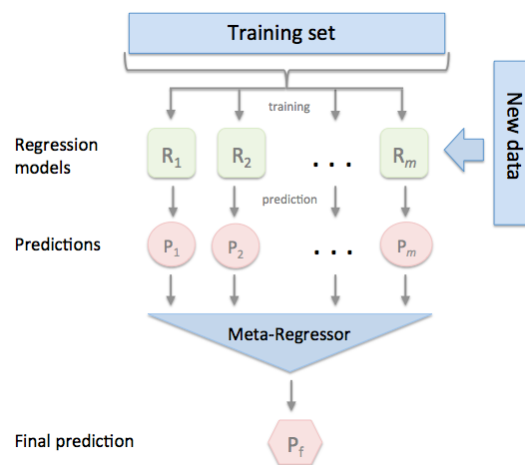 Training set
training
New data
Regression
models
R1 R2 . . . Rm
prediction
Predictions
P1 P2 . . . Pm
Meta-Regressor
Final prediction
Pf